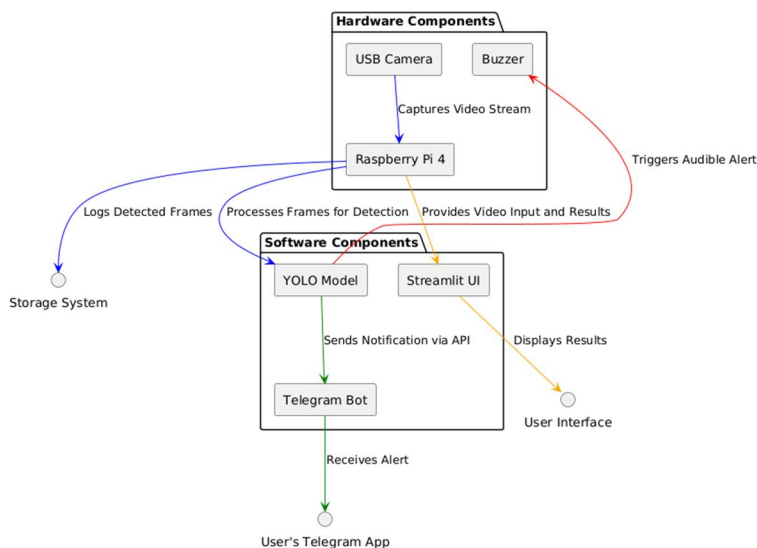 Hardware Components
USB Camera
Buzzer
Captures Video Stream
Raspberry Pi 4
Triggers Audible Alert
Logs Detected Frames
Processes Frames for Detection
Provides Video Input and Results
Software Components
YOLO Model
Streamlit UI
Storage System
Sends Notification via API
Displays Results
Telegram Bot
User Interface
Receives Alert
User's Telegram App